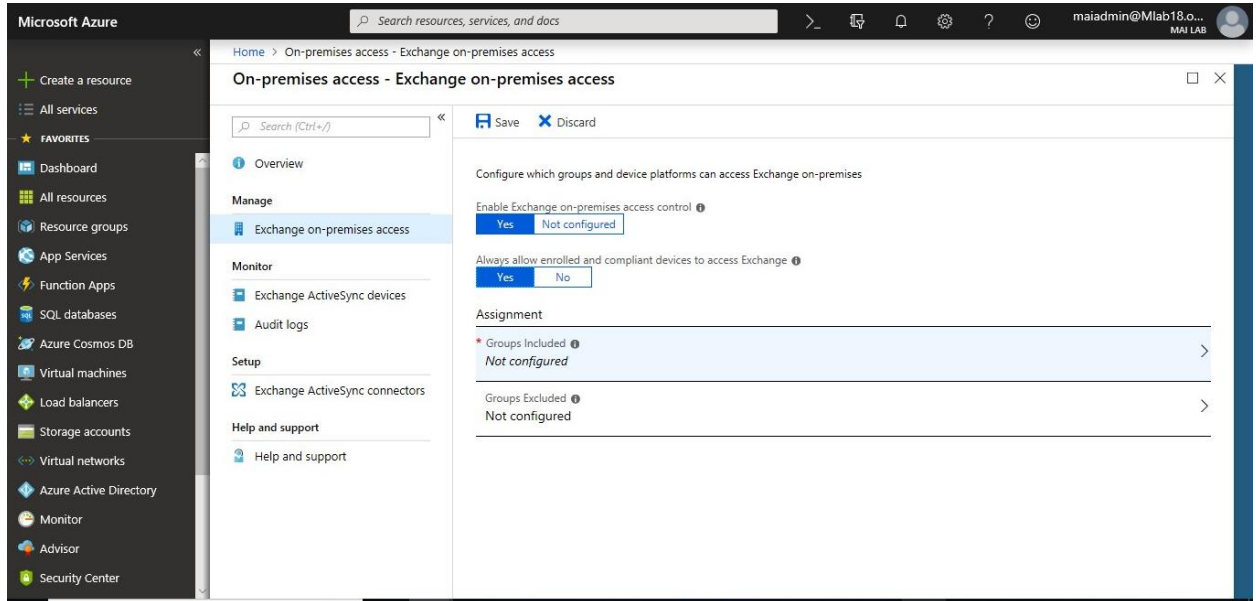 Microsoft Azure
Search resources, services, and docs
maiadmin@Mlab18.o...
MAI LAB
Home > On-premises access - Exchange on-premises access
On-premises access - Exchange on-premises access
Create a resource
All services
FAVORITES
Dashboard
All resources
Resource groups
App Services
Function Apps
SQL databases
Azure Cosmos DB
Virtual machines
Load balancers
Storage accounts
Virtual networks
Azure Active Directory
Monitor
Advisor
Security Center
Search (Ctrl+/)
Overview
Manage
Exchange on-premises access
Monitor
Exchange ActiveSync devices
Audit logs
Setup
Exchange ActiveSync connectors
Help and support
Help and support
Save Discard
Configure which groups and device platforms can access Exchange on-premises
Enable Exchange on-premises access control
Yes Not configured
Always allow enrolled and compliant devices to access Exchange
Yes No
Assignment
* Groups Included
Not configured
Groups Excluded
Not configured